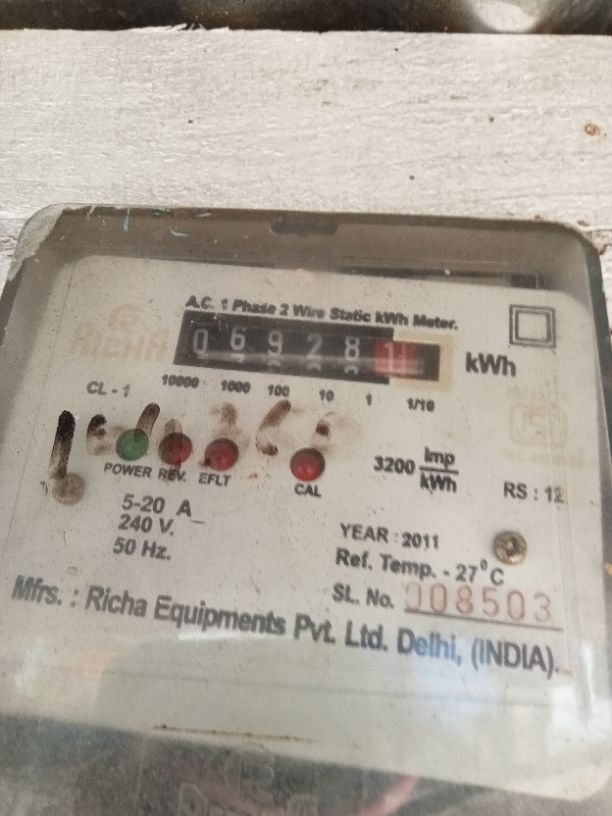 A.C. 1 Phase 2 Wire Static kWh Meter.
RICHA
0 6 9 2 8 1 kWh
CL - 1 10000 1000 100 10 1 1/10
POWER REV. EFLT CAL
3200 Imp/kWh
RS : 12
5-20 A
240 V.
50 Hz.
YEAR : 2011
Ref. Temp. - 27°C
SL. No. 008503
Mfrs. : Richa Equipments Pvt. Ltd. Delhi, (INDIA).